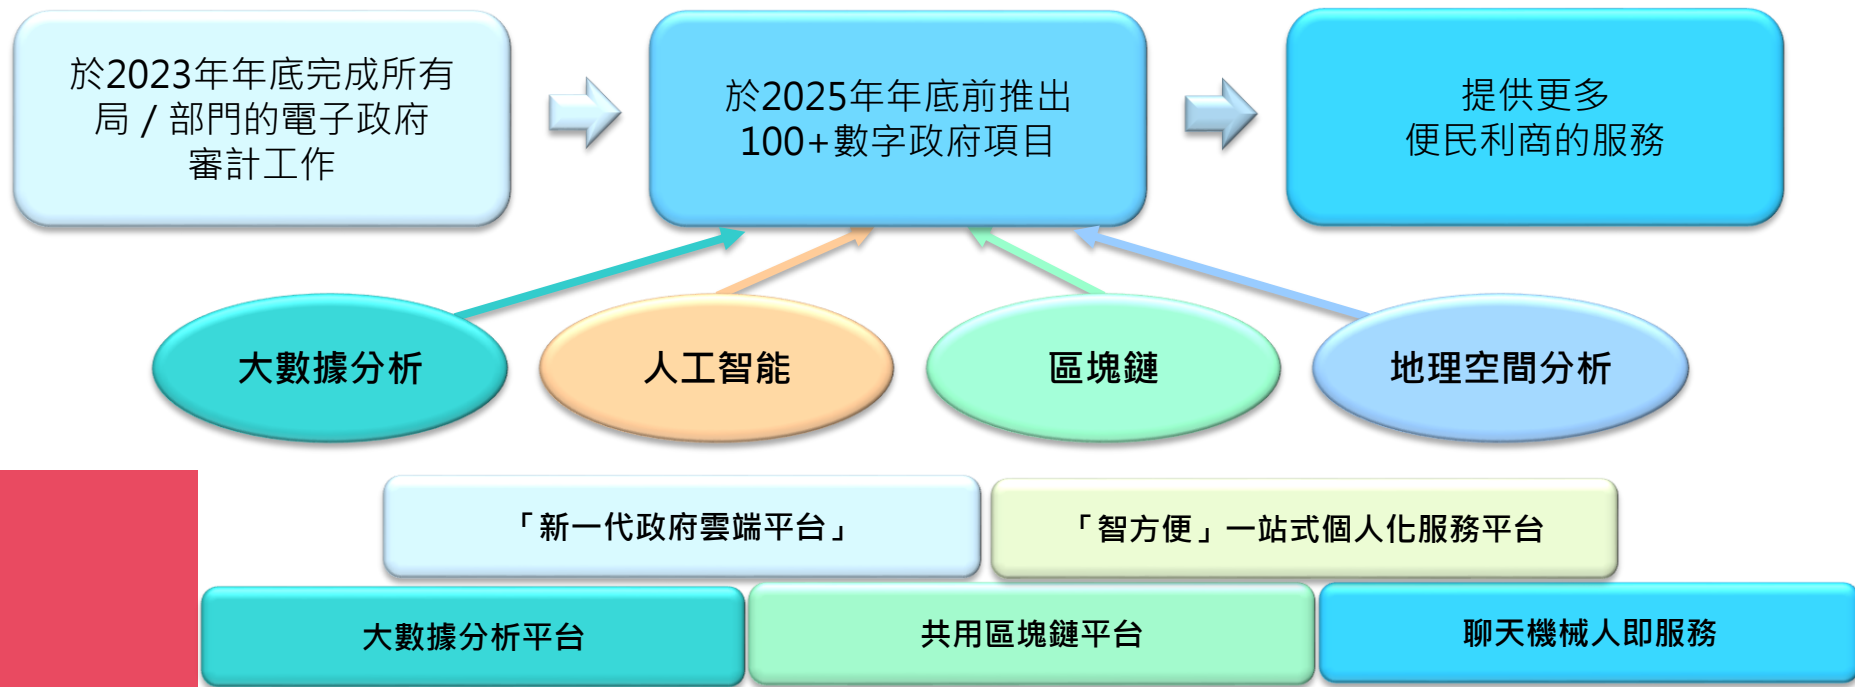 於2023年年底完成所有
局 / 部門的電子政府
審計工作
於2025年年底前推出
100+數字政府項目
提供更多
便民利商的服務
大數據分析
人工智能
區塊鏈
地理空間分析
「新一代政府雲端平台」
「智方便」一站式個人化服務平台
大數據分析平台
共用區塊鏈平台
聊天機械人即服務